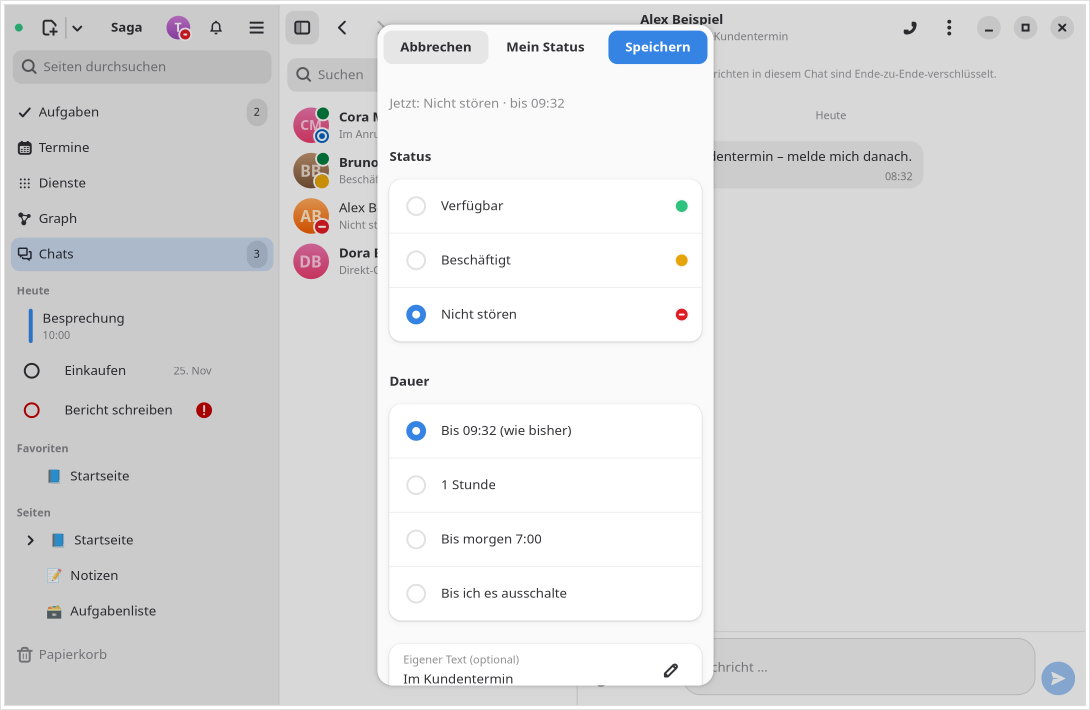 Saga
Seiten durchsuchen
Aufgaben 2
Termine
Dienste
Graph
Chats 3
Heute
Besprechung
10:00
Einkaufen 25. Nov
Bericht schreiben
Favoriten
Startseite
Seiten
Startseite
Notizen
Aufgabenliste
Papierkorb
Suchen
CM Cora M
Im Anru
BB Bruno
Beschäf
AB Alex B
Nicht st
DB Dora
Direkt-C
Abbrechen Mein Status Speichern
Jetzt: Nicht stören · bis 09:32
Status
Verfügbar
Beschäftigt
Nicht stören
Dauer
Bis 09:32 (wie bisher)
1 Stunde
Bis morgen 7:00
Bis ich es ausschalte
Eigener Text (optional)
Im Kundentermin
Alex Beispiel
Kundentermin
richten in diesem Chat sind Ende-zu-Ende-verschlüsselt.
Heute
dentermin – melde mich danach.
08:32
chricht ...